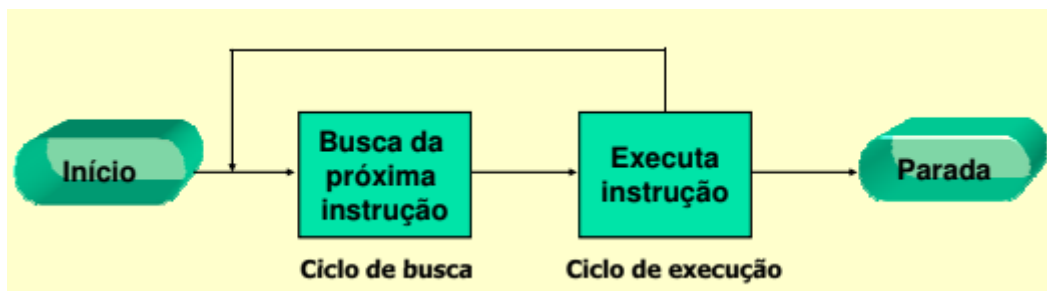 Início
Busca da
próxima
instrução
Executa
instrução
Parada
Ciclo de busca
Ciclo de execução